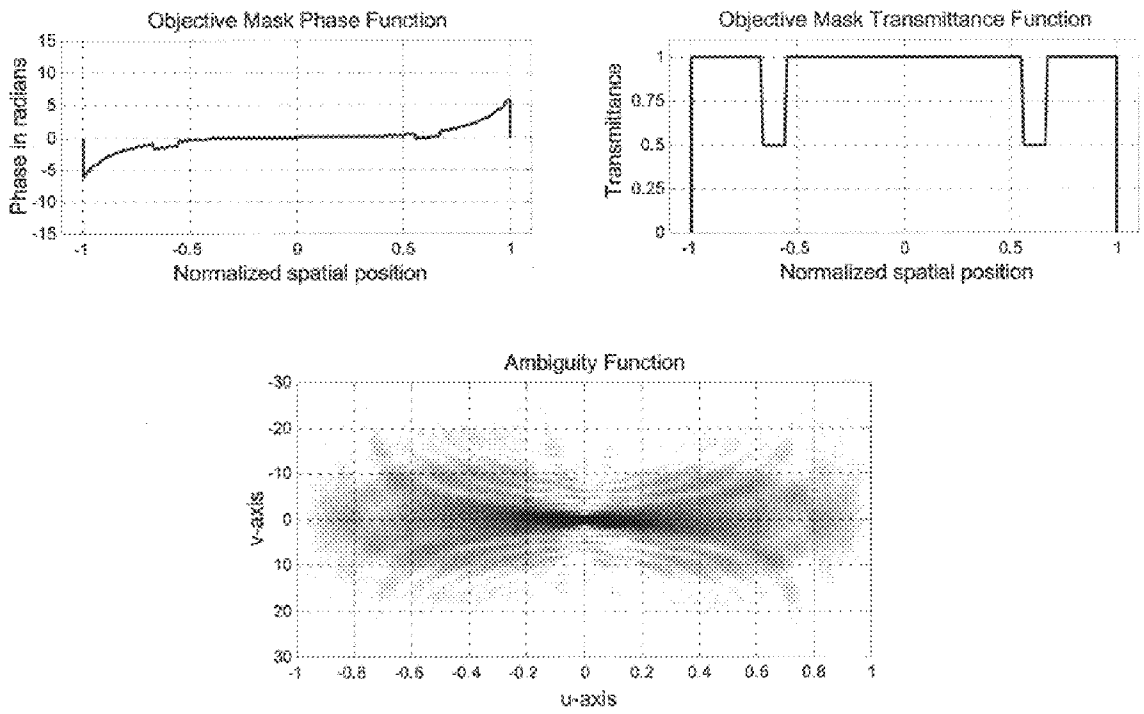 Objective Mask Phase Function
15
10
5
0
-5
-10
-15
Phase in radians
-1 -0.5 0 0.5 1
Normalized spatial position
Objective Mask Transmittance Function
1
0.75
0.5
0.25
0
Transmittance
-1 -0.5 0 0.5 1
Normalized spatial position
Ambiguity Function
-30
-20
-10
0
10
20
30
v-axis
-1 -0.8 -0.6 -0.4 -0.2 0 0.2 0.4 0.6 0.8 1
u-axis